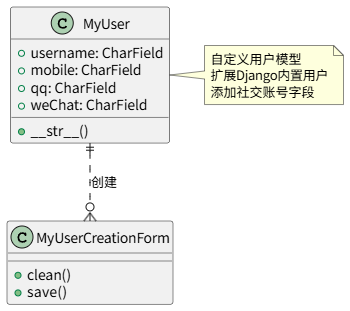 C MyUser
username: CharField
mobile: CharField
qq: CharField
weChat: CharField
__str__()
自定义用户模型
扩展Django内置用户
添加社交账号字段
创建
C MyUserCreationForm
clean()
save()